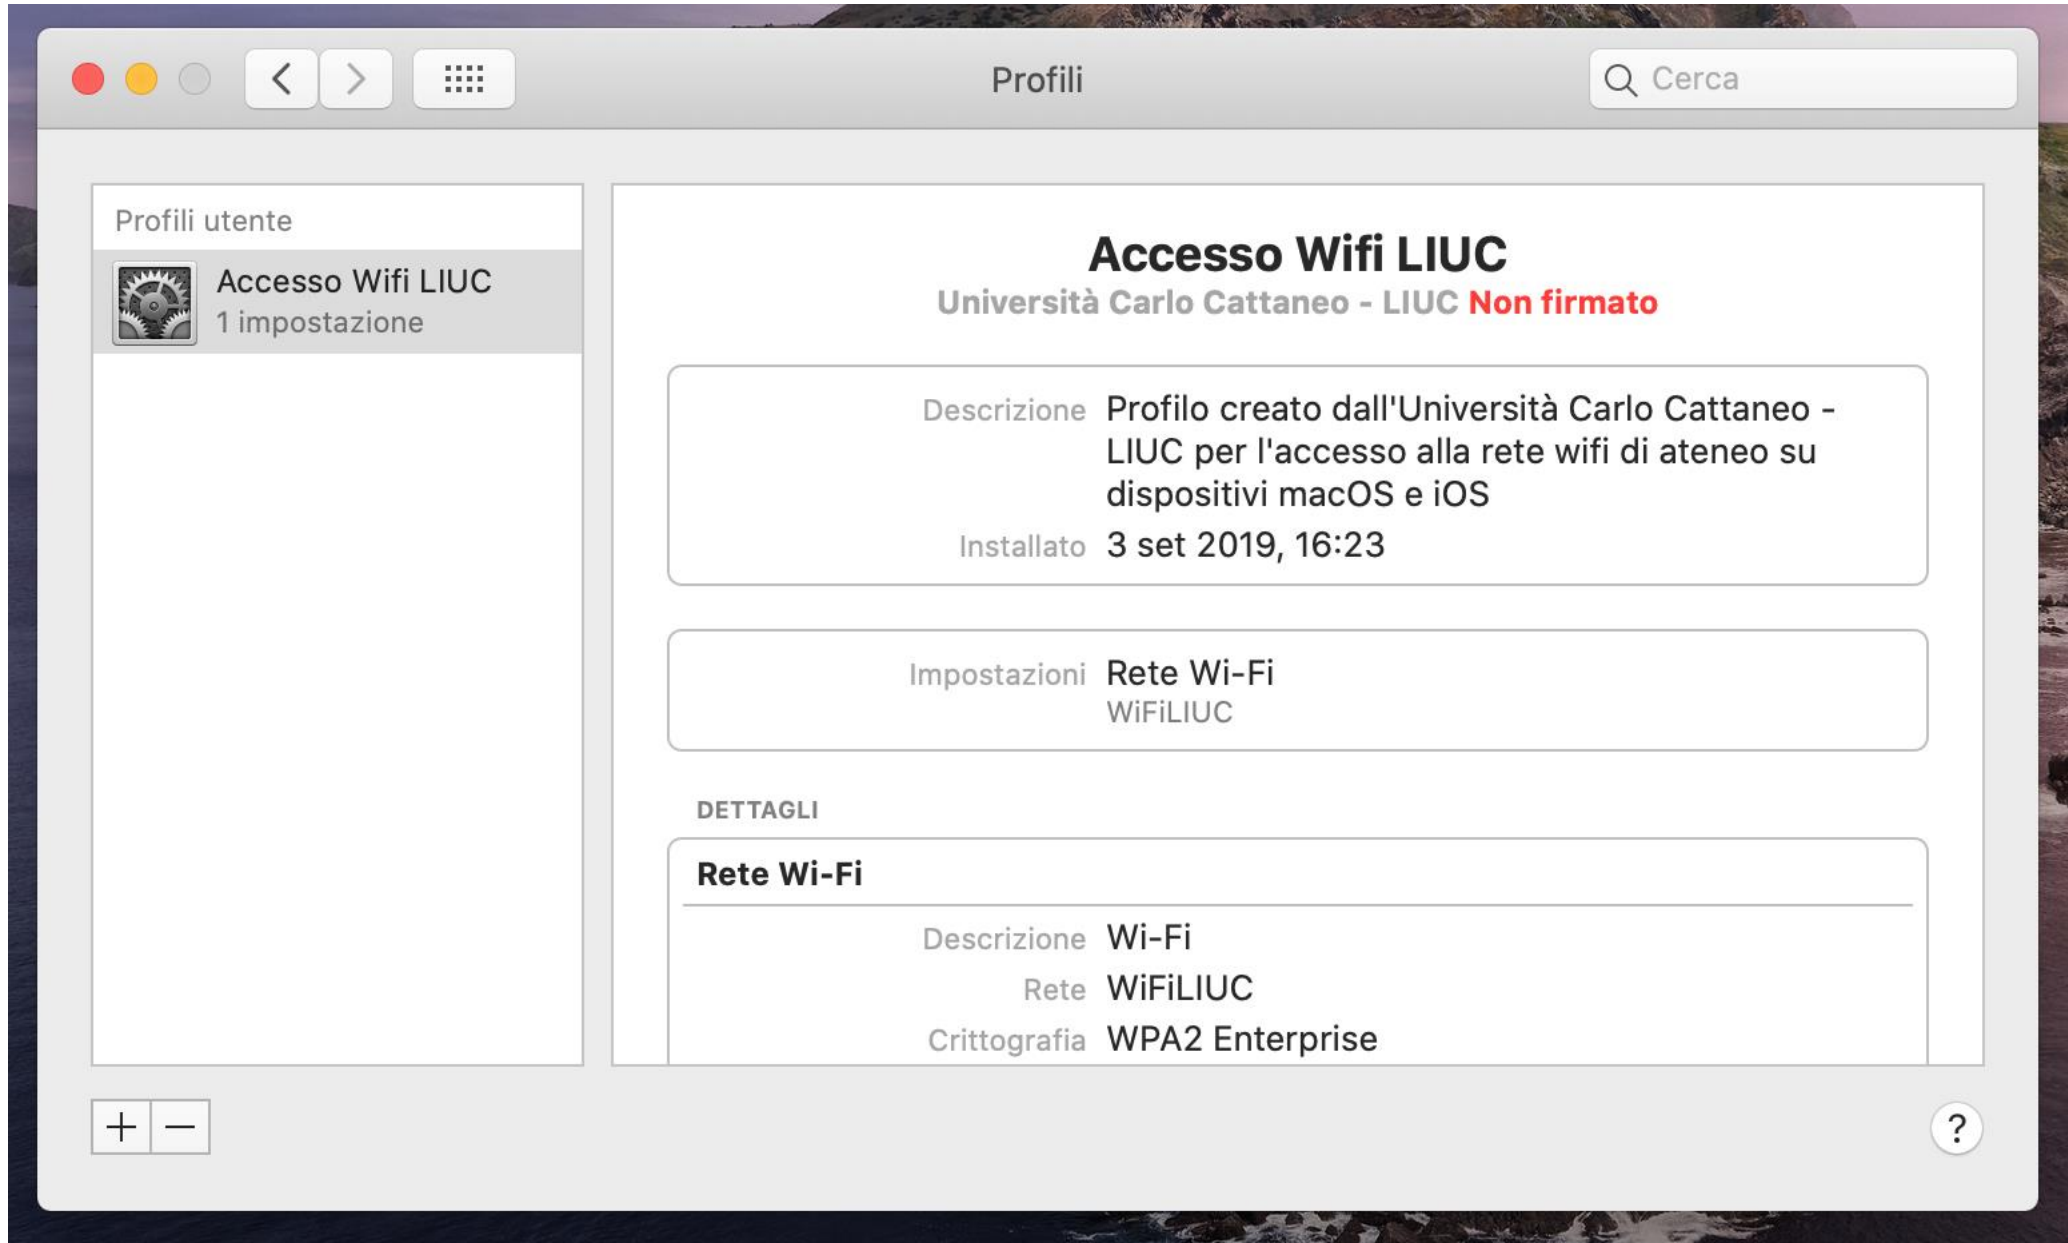 Profili
Cerca
Profili utente
Accesso Wifi LIUC
1 impostazione
Accesso Wifi LIUC
Università Carlo Cattaneo - LIUC Non firmato
Descrizione Profilo creato dall'Università Carlo Cattaneo -
LIUC per l'accesso alla rete wifi di ateneo su
dispositivi macOS e iOS
Installato 3 set 2019, 16:23
Impostazioni Rete Wi-Fi
WiFiLIUC
DETTAGLI
Rete Wi-Fi
Descrizione Wi-Fi
Rete WiFiLIUC
Crittografia WPA2 Enterprise
?